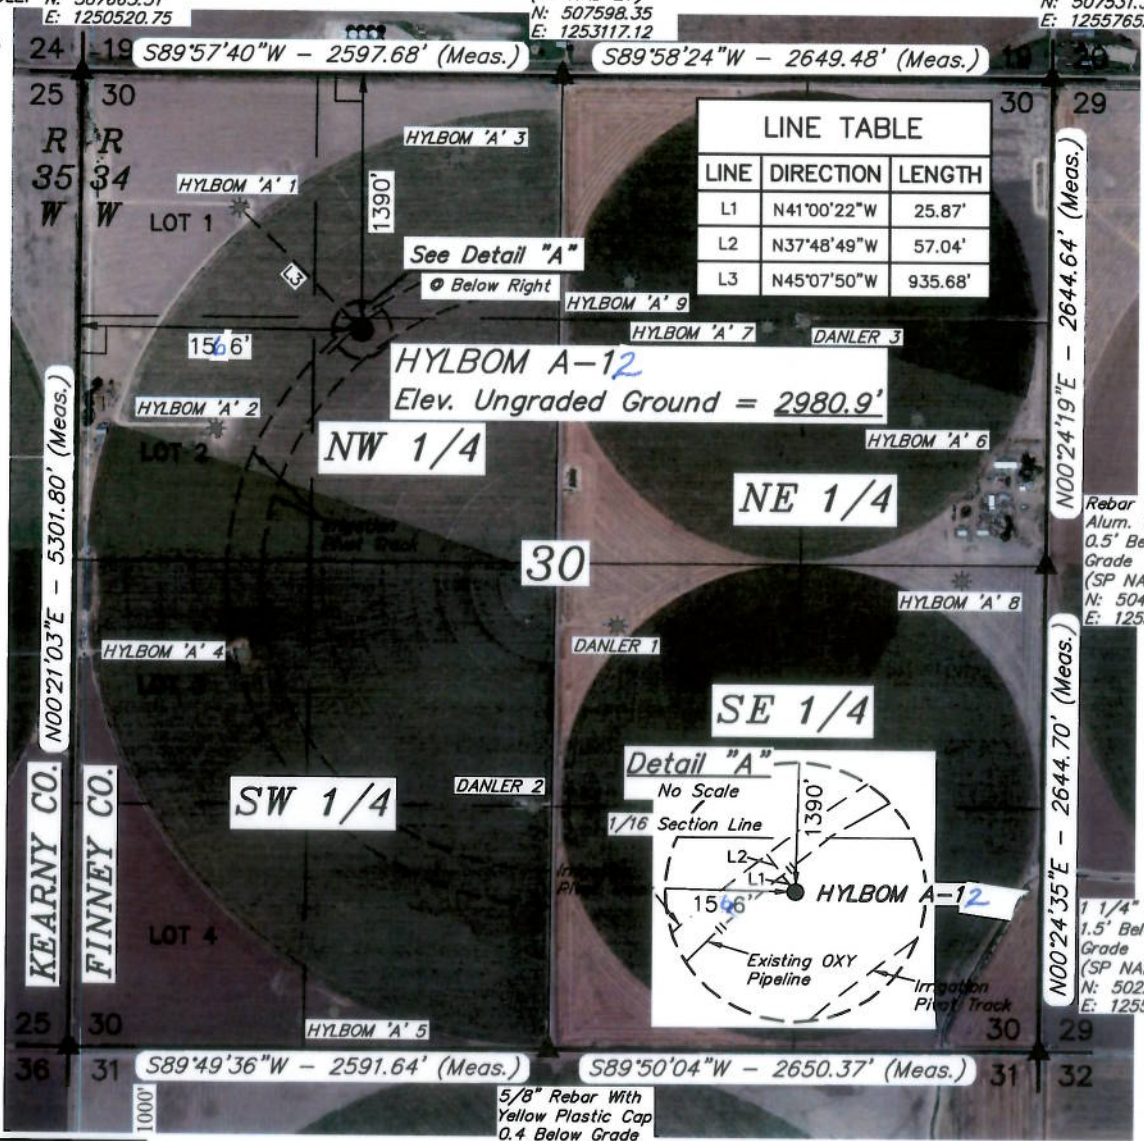 N: 507598.35
E: 1250520.75
E: 1253117.12
24 19
S89°57'40"W - 2597.68' (Meas.)
S89°58'24"W - 2649.48' (Meas.)
25 30
30 29
R R
35 34
W W
LINE TABLE
LINE DIRECTION LENGTH
L1 N41°00'22"W 25.87'
L2 N37°48'49"W 57.04'
L3 N45°07'50"W 935.68'
HYLBOM 'A' 3
HYLBOM 'A' 1
LOT 1
1390'
L3
See Detail "A"
@ Below Right
HYLBOM 'A' 9
HYLBOM 'A' 7
DANLER 3
1566'
HYLBOM A-12
Elev. Ungraded Ground = 2980.9'
HYLBOM 'A' 2
LOT 2
NW 1/4
HYLBOM 'A' 6
NE 1/4
N00°24'19"E - 2644.64' (Meas.)
N00°21'03"E - 5301.80' (Meas.)
Irrigation
Pivot Track
30
Rebar
Alum.
Grade
HYLBOM 'A' 8
DANLER 1
HYLBOM 'A' 4
LOT 3
SE 1/4
SW 1/4
DANLER 2
Detail "A"
No Scale
1/16 Section Line
1390'
L2
L1
1566'
HYLBOM A-12
Existing OXY
Pipeline
Irrigation
Pivot Track
N00°24'35"E - 2644.70' (Meas.)
1 1/4"
Grade
KEARNY CO.
FINNEY CO.
LOT 4
HYLBOM 'A' 5
25 30
30 29
36 31
S89°49'36"W - 2591.64' (Meas.)
S89°50'04"W - 2650.37' (Meas.)
31 32
1000'
5/8" Rebar With
Yellow Plastic Cap
0.4 Below Grade